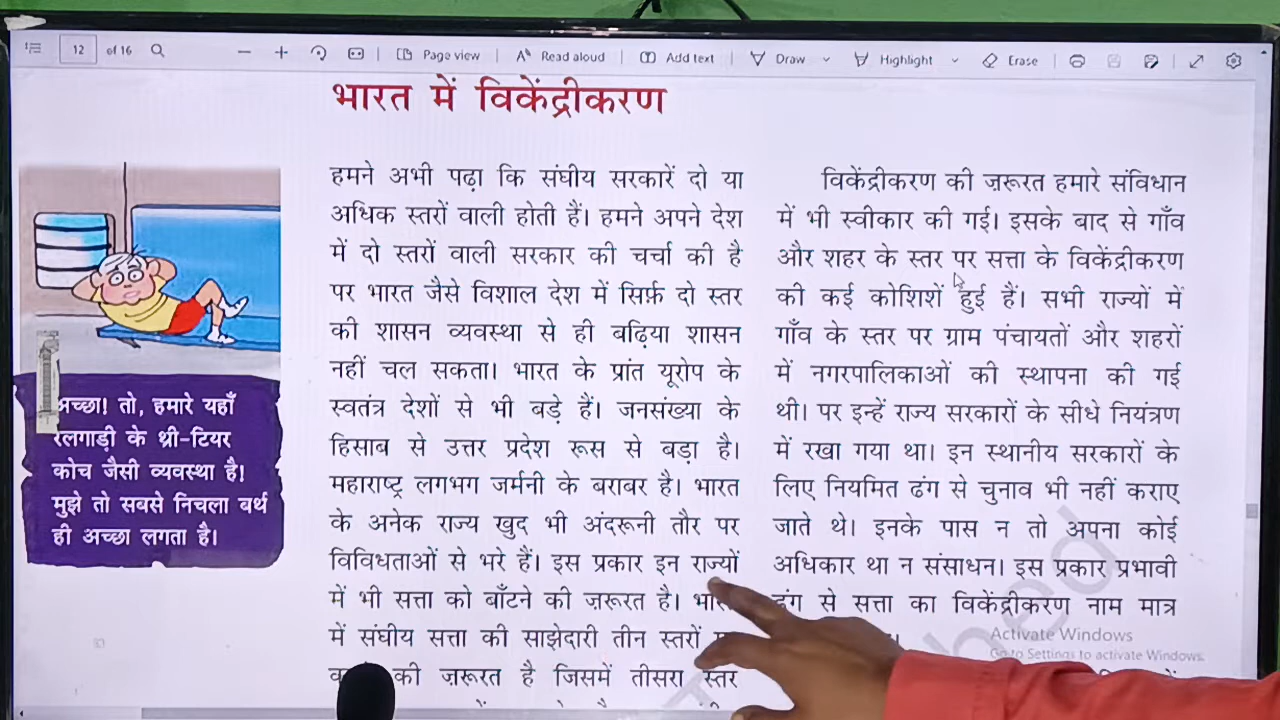 12 of 16 Page view Read aloud Add text Draw Highlight Erase
भारत में विकेंद्रीकरण
हमने अभी पढ़ा कि संघीय सरकारें दो या
अधिक स्तरों वाली होती हैं। हमने अपने देश
में दो स्तरों वाली सरकार की चर्चा की है
पर भारत जैसे विशाल देश में सिर्फ़ दो स्तर
की शासन व्यवस्था से ही बढ़िया शासन
नहीं चल सकता। भारत के प्रांत यूरोप के
स्वतंत्र देशों से भी बड़े हैं। जनसंख्या के
हिसाब से उत्तर प्रदेश रूस से बड़ा है।
महाराष्ट्र लगभग जर्मनी के बराबर है। भारत
के अनेक राज्य खुद भी अंदरूनी तौर पर
विविधताओं से भरे हैं। इस प्रकार इन राज्यों
में भी सत्ता को बाँटने की ज़रूरत है।
में संघीय सत्ता की साझेदारी तीन स्तरों
की ज़रूरत है जिसमें तीसरा स्तर
विकेंद्रीकरण की ज़रूरत हमारे संविधान
में भी स्वीकार की गई। इसके बाद से गाँव
और शहर के स्तर पर सत्ता के विकेंद्रीकरण
की कई कोशिशें हुई हैं। सभी राज्यों में
गाँव के स्तर पर ग्राम पंचायतों और शहरों
में नगरपालिकाओं की स्थापना की गई
थी। पर इन्हें राज्य सरकारों के सीधे नियंत्रण
में रखा गया था। इन स्थानीय सरकारों के
लिए नियमित ढंग से चुनाव भी नहीं कराए
जाते थे। इनके पास न तो अपना कोई
अधिकार था न संसाधन। इस प्रकार प्रभावी
ढंग से सत्ता का विकेंद्रीकरण नाम मात्र
अच्छा! तो, हमारे यहाँ
रेलगाड़ी के थ्री-टियर
कोच जैसी व्यवस्था है!
मुझे तो सबसे निचला बर्थ
ही अच्छा लगता है।
Activate Windows
Go to Settings to activate Windows.